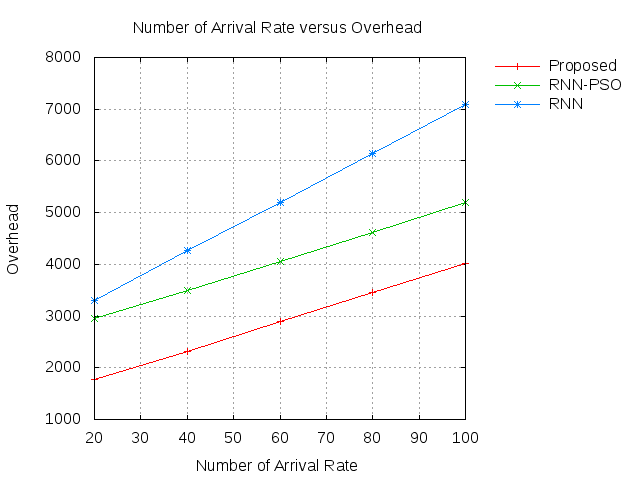 Number of Arrival Rate versus Overhead
8000
7000
6000
5000
4000
3000
2000
1000
Overhead
20 30 40 50 60 70 80 90 100
Number of Arrival Rate
Proposed
RNN-PSO
RNN